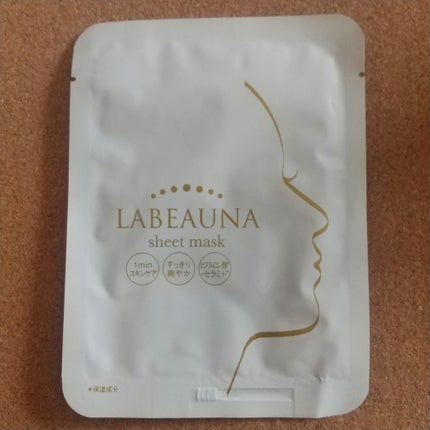 LABEAUNA
sheet mask
1min
スキンケア
すっきり
爽やか
ヒアルロン酸*
セラミド*
*保湿成分